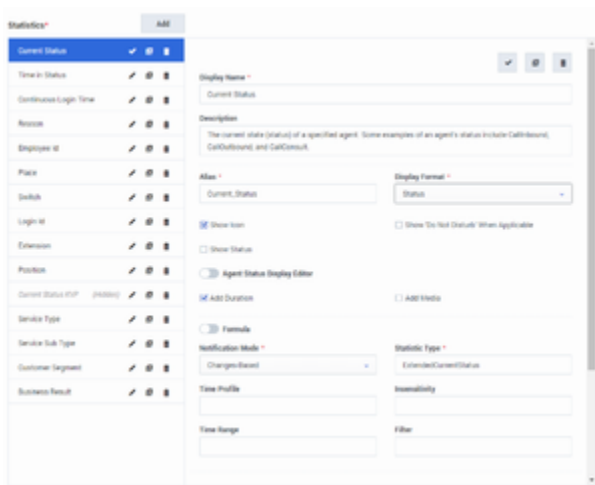 Statistics*
Add
Current Status
Time in Status
Continuous Login Time
Reason
Employee Id
Place
Switch
Login Id
Extension
Position
Current Status KVP (Hidden)
Service Type
Service Sub Type
Customer Segment
Business Result
Display Name *
Current Status
Description
The current state (status) of a specified agent. Some examples of an agent's status include CallInbound,
CallOutbound, and CallConsult.
Alias *
Display Format *
Current_Status
Status
Show Icon
Show 'Do Not Disturb' When Applicable
Show Status
Agent Status Display Editor
Add Duration
Add Media
Formula
Notification Mode *
Statistic Type *
Changes-Based
ExtendedCurrentStatus
Time Profile
Insensitivity
Time Range
Filter